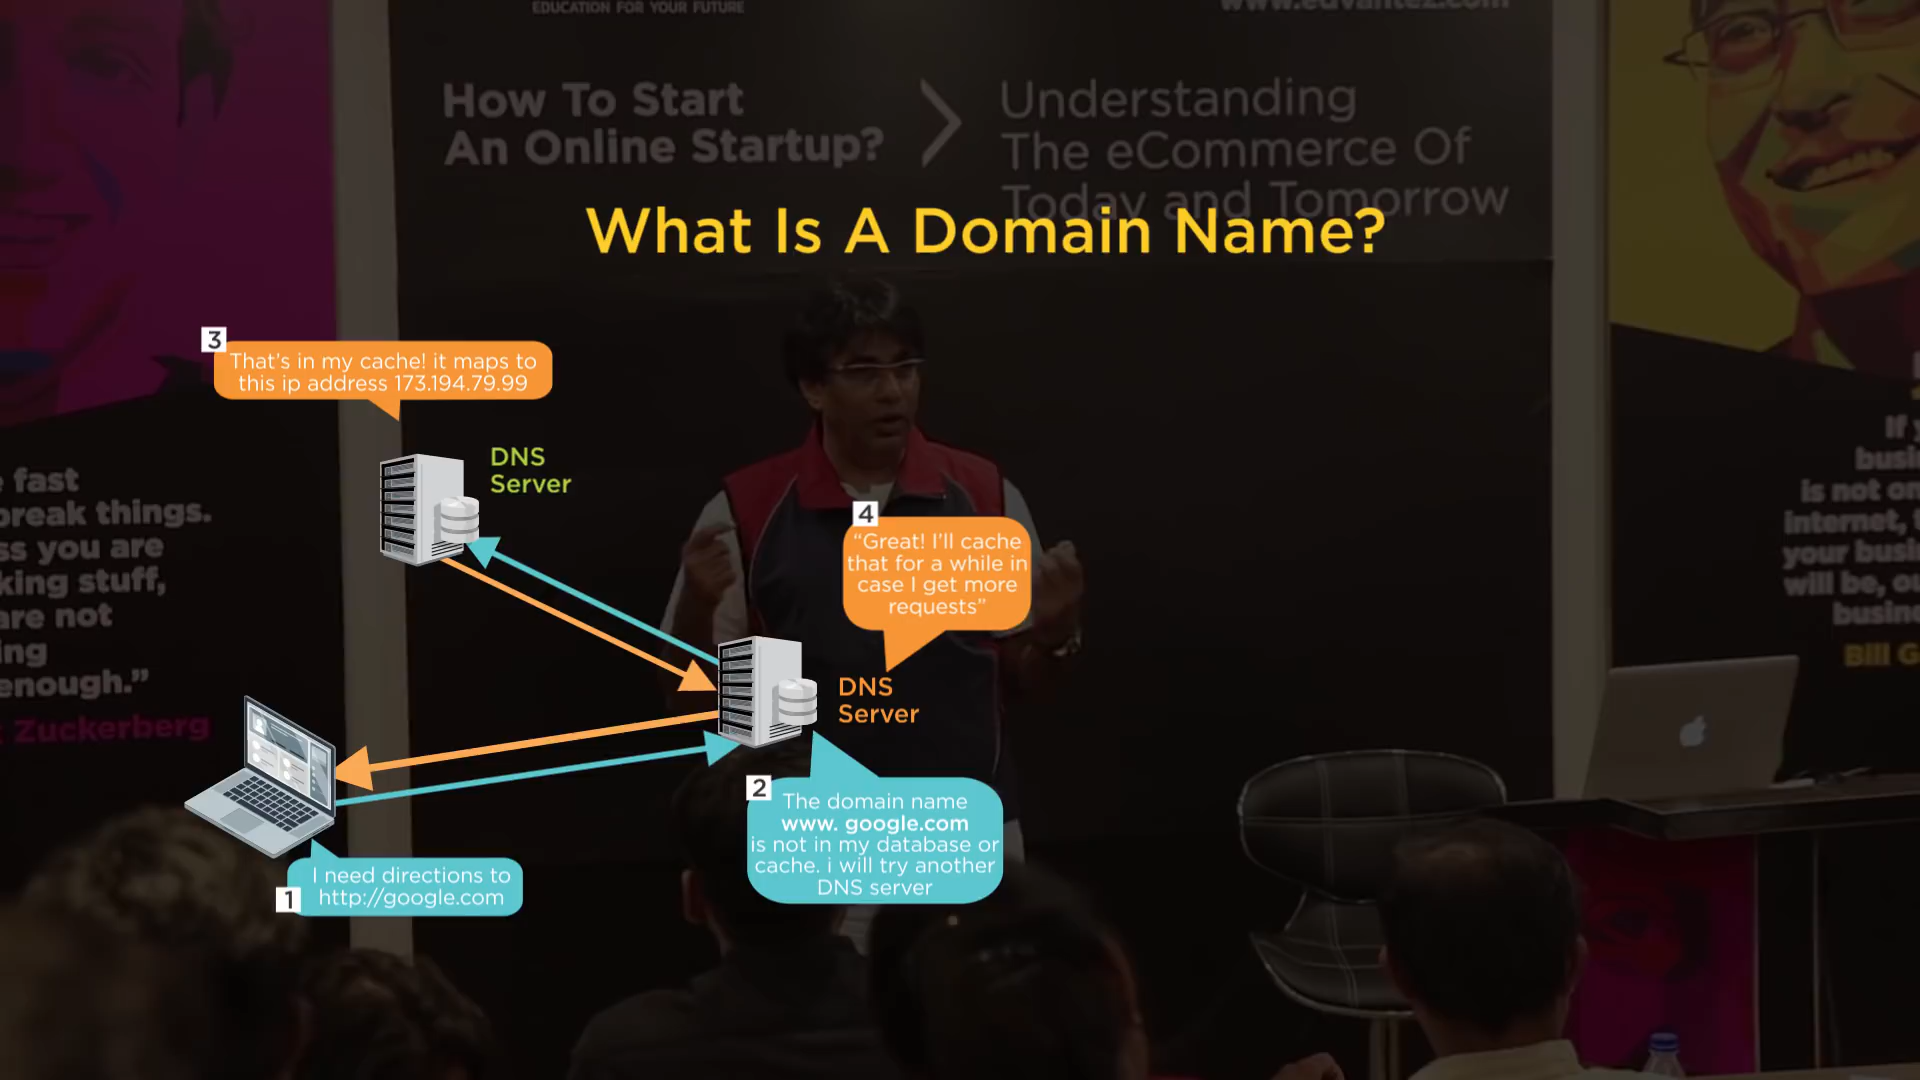 EDUCATION FOR YOUR FUTURE
www.edvantez.com
How To Start
An Online Startup?
Understanding
The eCommerce Of
Today and Tomorrow
What Is A Domain Name?
3
That's in my cache! it maps to
this ip address 173.194.79.99
DNS
Server
4
“Great! I'll cache
that for a while in
case I get more
requests”
DNS
Server
2
The domain name
www. google.com
is not in my database or
cache. i will try another
DNS server
1
I need directions to
http://google.com
fast
break things.
you are
stuff,
are not
enough.”
Zuckerberg
If
is not on
internet,
your
will be,
Bill G